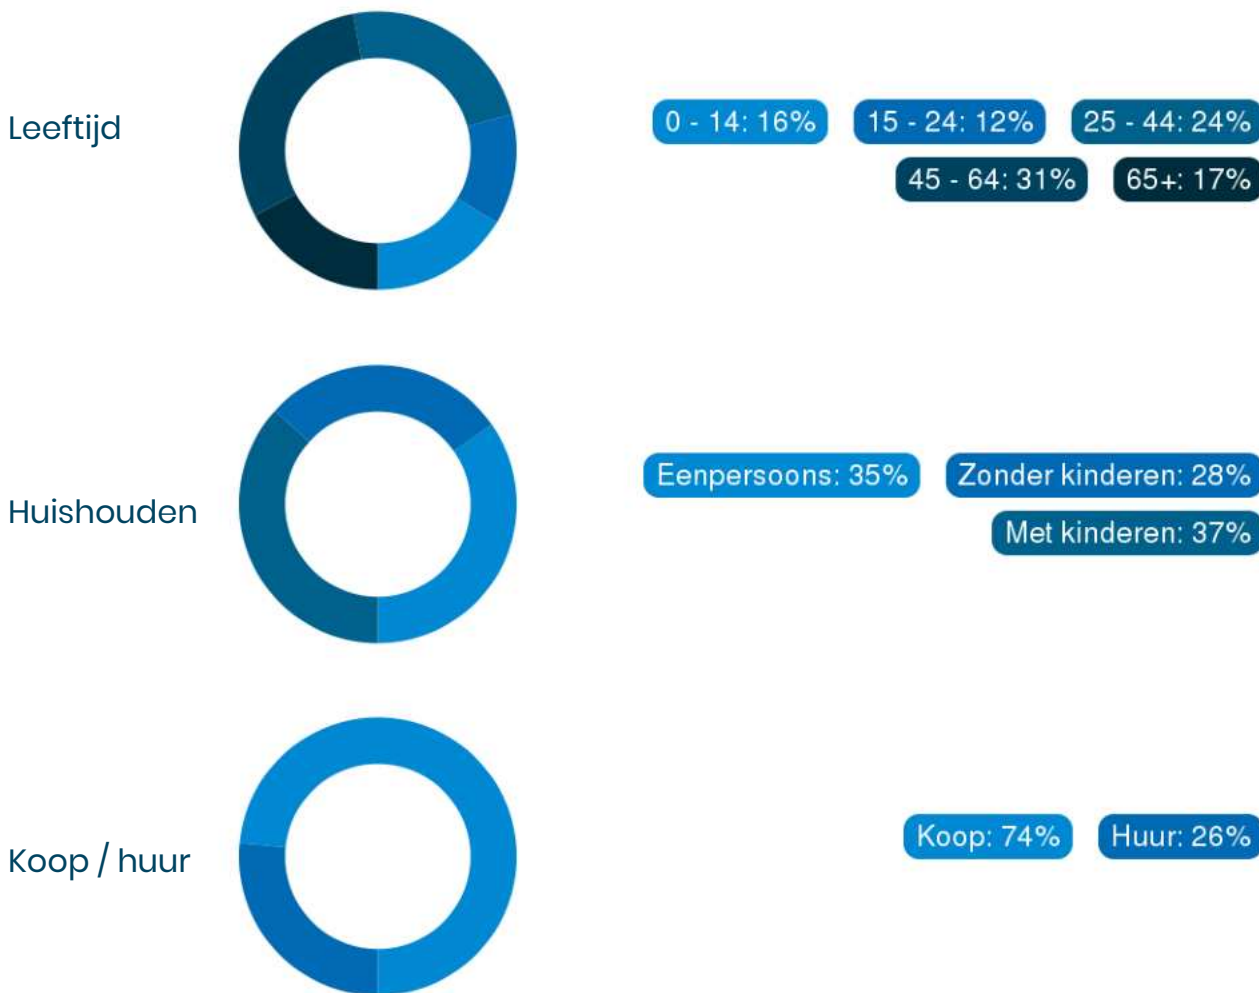 Leeftijd
0 - 14: 16% 15 - 24: 12% 25 - 44: 24%
45 - 64: 31% 65+: 17%
Huishouden
Eenpersoons: 35% Zonder kinderen: 28%
Met kinderen: 37%
Koop / huur
Koop: 74% Huur: 26%